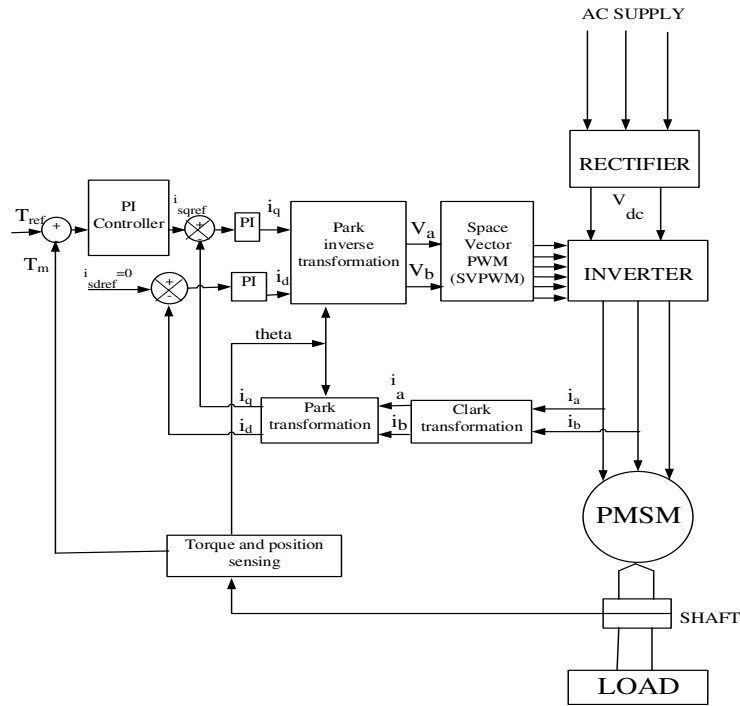 AC SUPPLY
RECTIFIER
V
dc
PI
Controller
i
sqref
T
ref
+
+
-
PI
i
q
Park
inverse
transformation
V
a
V
b
Space
Vector
PWM
(SVPWM)
INVERTER
T
m
i
sdref
=0
+
-
PI
i
d
theta
i
q
i
d
Park
transformation
i
a
i
b
Clark
transformation
i
a
i
b
PMSM
Torque and position
sensing
SHAFT
LOAD